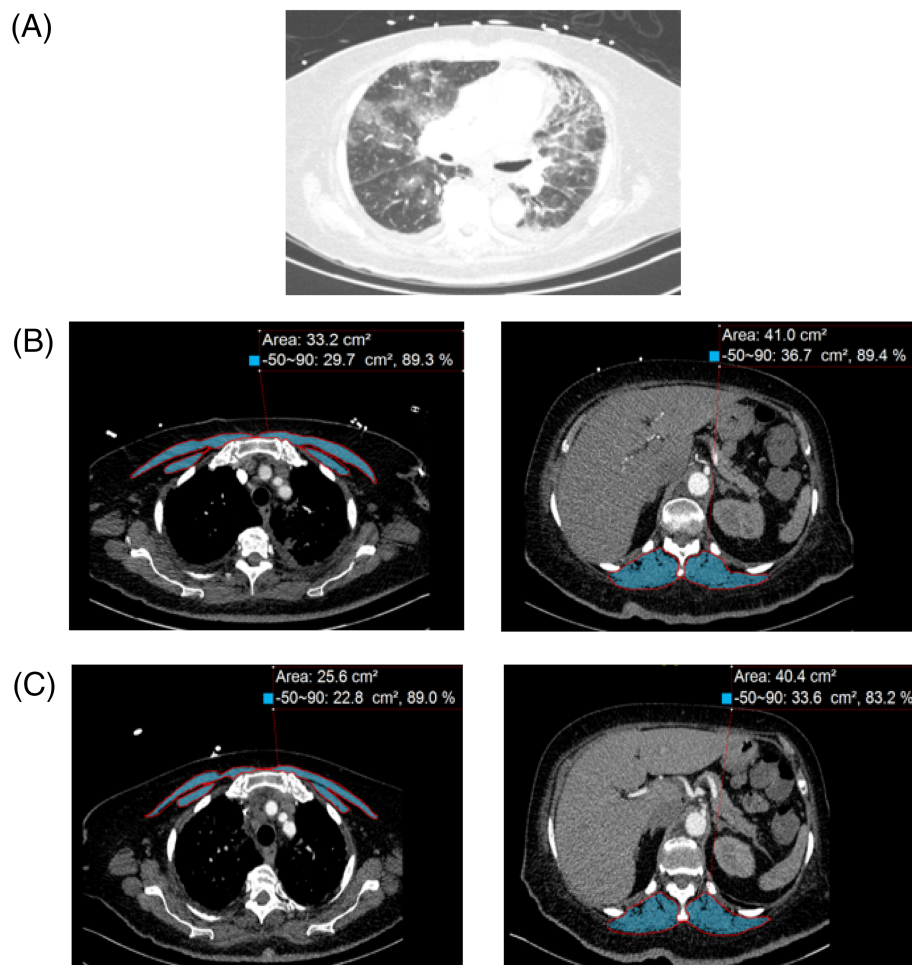 (A)
(B)
Area: 33.2 cm²
-50~90: 29.7 cm², 89.3 %
Area: 41.0 cm²
-50~90: 36.7 cm², 89.4 %
(C)
Area: 25.6 cm²
-50~90: 22.8 cm², 89.0 %
Area: 40.4 cm²
-50~90: 33.6 cm², 83.2 %